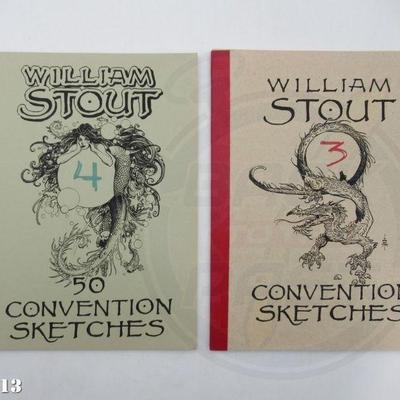 WILLIAM
STOUT
4
50
CONVENTION
SKETCHES
WILLIAM
STOUT
3
CONVENTION
SKETCHES
13